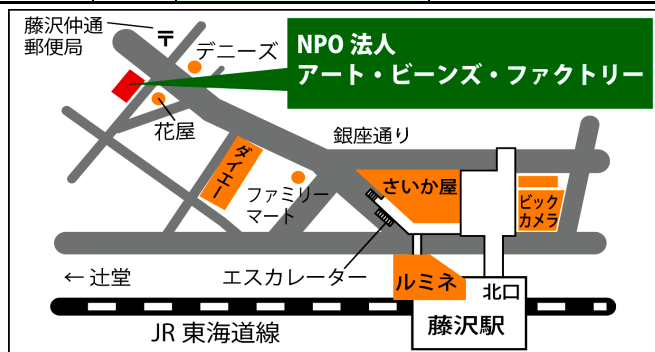 藤沢仲通
郵便局
〒
デニーズ
NPO 法人
アート・ビーンズ・ファクトリー
花屋
銀座通り
ダイエー
ファミリー
マート
さいか屋
ビック
カメラ
← 辻堂
エスカレーター
ルミネ
北口
藤沢駅
JR 東海道線